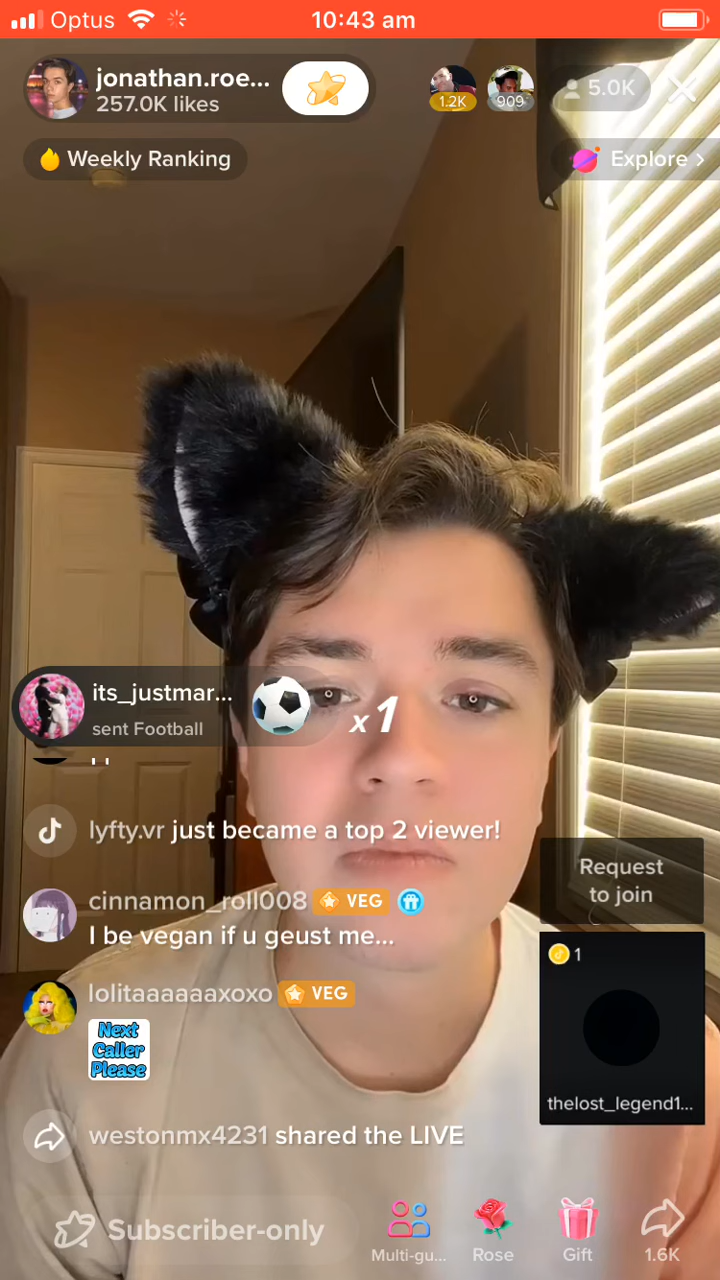 Optus
10:43 am
jonathan.roe...
257.0K likes
1.2K
909
5.0K
Weekly Ranking
Explore >
its_justmar...
sent Football
x1
lyfty.vr just became a top 2 viewer!
cinnamon_roll008 VEG
I be vegan if u geust me...
lolitaaaaaaxoxo VEG
Next
Caller
Please
westonmx4231 shared the LIVE
Request
to join
1
thelost_legend1...
Subscriber-only
Multi-gu...
Rose
Gift
1.6K